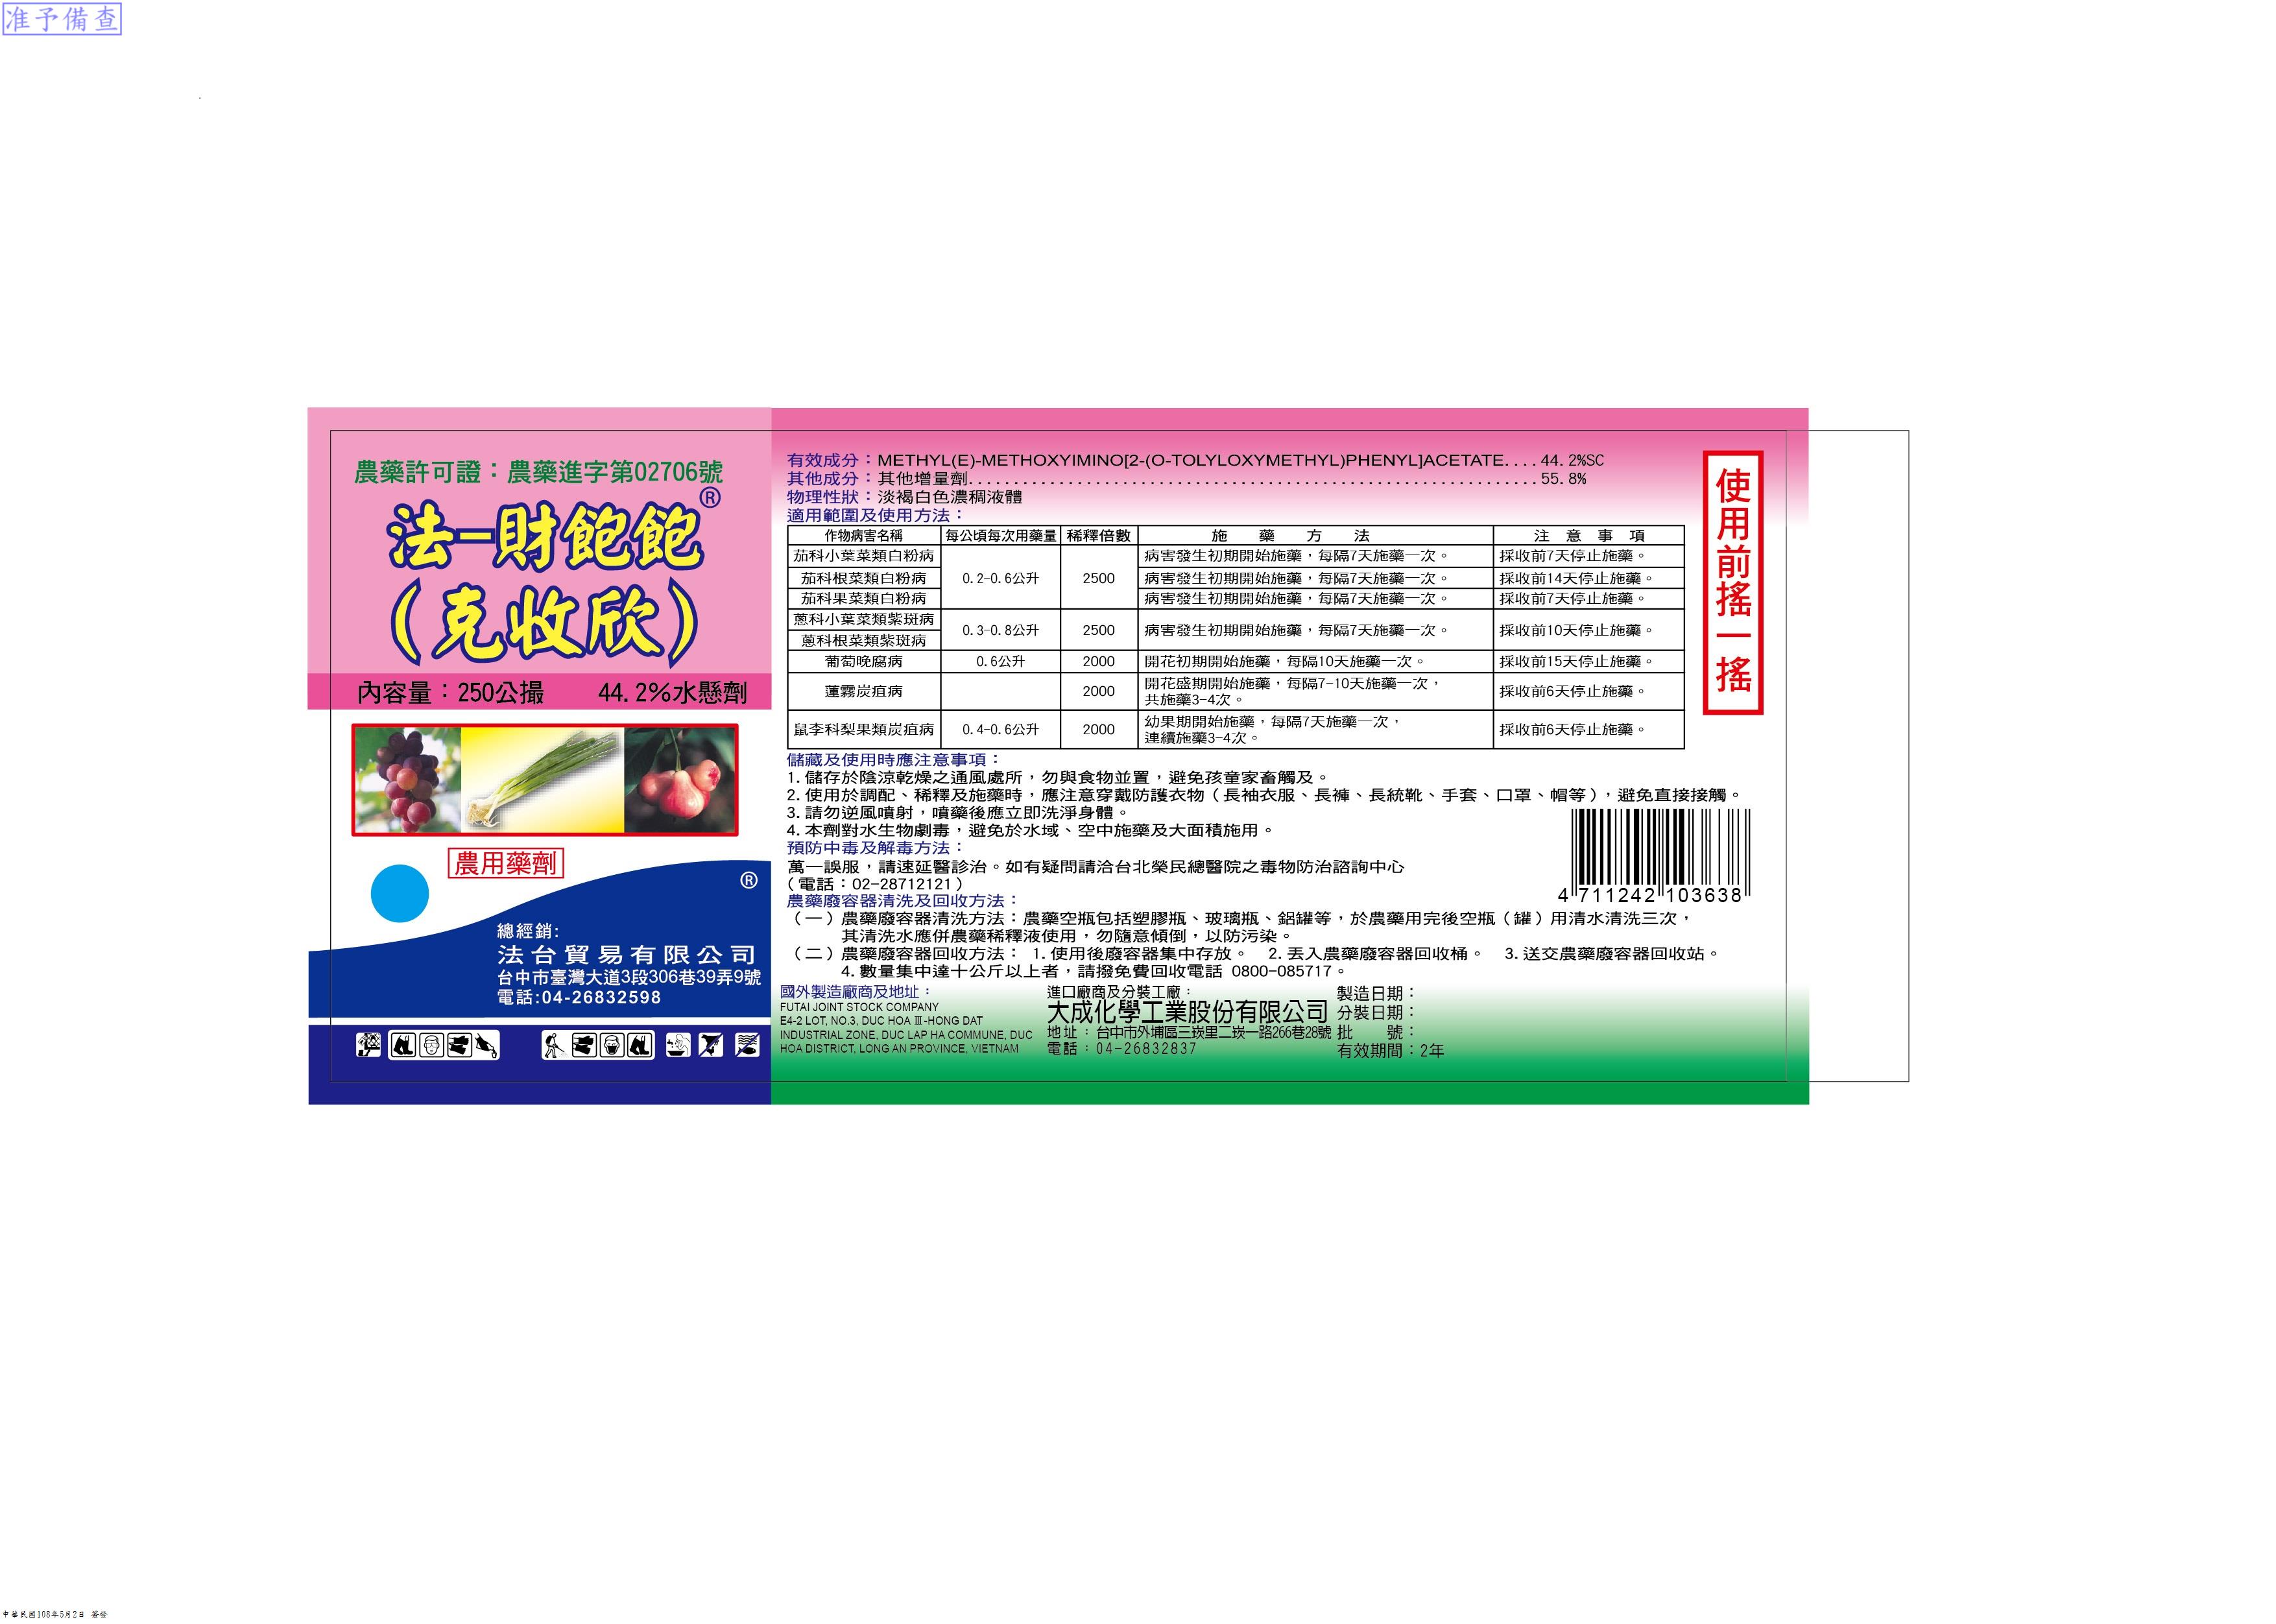 准予備查
農藥許可證：農藥進字第02706號
法一財飽飽®
（克收欣）
內容量：250公撮　44.2%水懸劑
農用藥劑
®
總經銷:
法台貿易有限公司
台中市臺灣大道3段306巷39弄9號
電話:04-26832598
有效成分：METHYL(E)-METHOXYIMINO[2-(O-TOLYLOXYMETHYL)PHENYL]ACETATE....44.2%SC
其他成分：其他增量劑................................................................55.8%
物理性狀：淡褐白色濃稠液體
適用範圍及使用方法：
作物病害名稱　每公頃每次用藥量　稀釋倍數　施藥方法　注意事項
茄科小葉菜類白粉病　病害發生初期開始施藥，每隔7天施藥一次。　採收前7天停止施藥。
茄科根菜類白粉病　0.2-0.6公升　2500　病害發生初期開始施藥，每隔7天施藥一次。　採收前14天停止施藥。
茄科果菜類白粉病　病害發生初期開始施藥，每隔7天施藥一次。　採收前7天停止施藥。
蔥科小葉菜類紫斑病
0.3-0.8公升　2500　病害發生初期開始施藥，每隔7天施藥一次。　採收前10天停止施藥。
蔥科根菜類紫斑病
葡萄晚腐病　0.6公升　2000　開花初期開始施藥，每隔10天施藥一次。　採收前15天停止施藥。
蓮霧炭疽病　2000　開花盛期開始施藥，每隔7-10天施藥一次，　採收前6天停止施藥。
共施藥3-4次。
鼠李科梨果類炭疽病　0.4-0.6公升　2000　幼果期開始施藥，每隔7天施藥一次，　採收前6天停止施藥。
連續施藥3-4次。
使用前搖一搖
儲藏及使用時應注意事項：
1.儲存於陰涼乾燥之通風處所，勿與食物並置，避免孩童家畜觸及。
2.使用於調配、稀釋及施藥時，應注意穿戴防護衣物（長袖衣服、長褲、長統靴、手套、口罩、帽等），避免直接接觸。
3.請勿逆風噴射，噴藥後應立即洗淨身體。
4.本劑對水生物劇毒，避免於水域、空中施藥及大面積施用。
預防中毒及解毒方法：
萬一誤服，請速延醫診治。如有疑問請洽台北榮民總醫院之毒物防治諮詢中心
（電話：02-28712121）
4 711242 103638
農藥廢容器清洗及回收方法：
（一）農藥廢容器清洗方法：農藥空瓶包括塑膠瓶、玻璃瓶、鋁罐等，於農藥用完後空瓶（罐）用清水清洗三次，
其清洗水應併農藥稀釋液使用，勿隨意傾倒，以防污染。
（二）農藥廢容器回收方法：1.使用後廢容器集中存放。　2.丟入農藥廢容器回收桶。　3.送交農藥廢容器回收站。
4.數量集中達十公斤以上者，請撥免費回收電話 0800-085717。
國外製造廠商及地址：
FUTAI JOINT STOCK COMPANY
E4-2 LOT, NO.3, DUC HOA Ⅲ-HONG DAT
INDUSTRIAL ZONE, DUC LAP HA COMMUNE, DUC
HOA DISTRICT, LONG AN PROVINCE, VIETNAM
進口廠商及分裝工廠：
大成化學工業股份有限公司
地址：台中市外埔區三崁里二崁一路266巷28號
電話：04-26832837
製造日期：
分裝日期：
批　　號：
有效期間：2年
中華民國108年5月2日 簽發